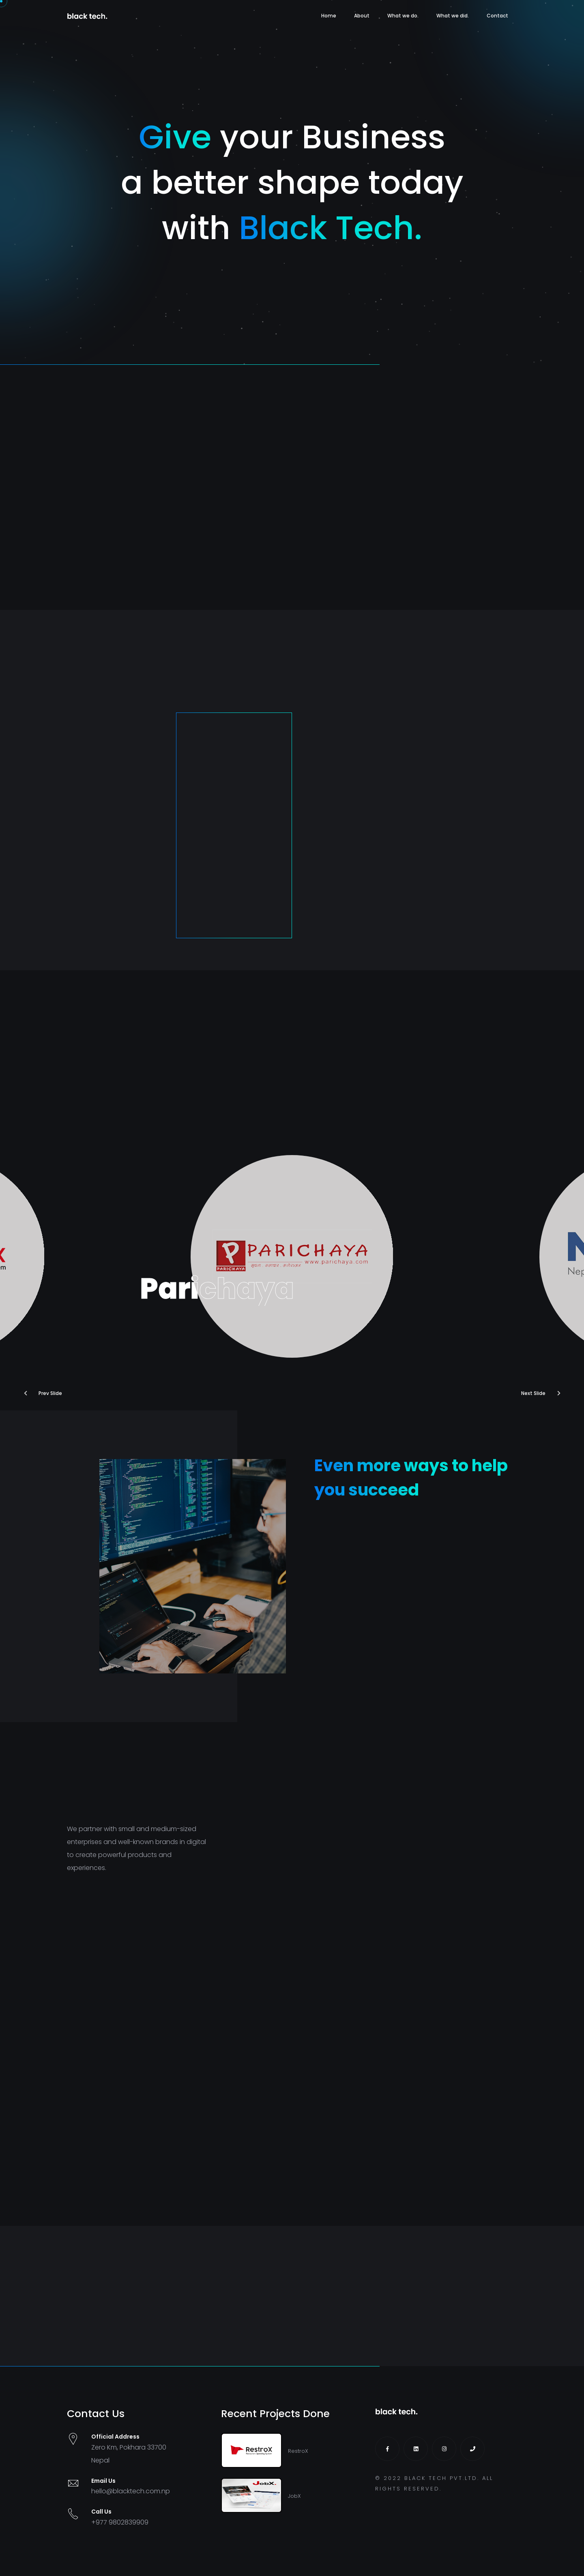 black tech.
Home About What we do. What we did. Contact
Give your Business
a better shape today
with Black Tech.
PARICHAYA
PARICHAYA
www.parichaya.com
Parichaya
Nep
Prev Slide
Next Slide
Even more ways to help
you succeed
We partner with small and medium-sized
enterprises and well-known brands in digital
to create powerful products and
experiences.
Contact Us
Official Address
Zero Km, Pokhara 33700
Nepal
Email Us
hello@blacktech.com.np
Call Us
+977 9802839909
Recent Projects Done
RestroX
RestroX
JobX.
JobX
black tech.
© 2022 BLACK TECH PVT.LTD. ALL
RIGHTS RESERVED.